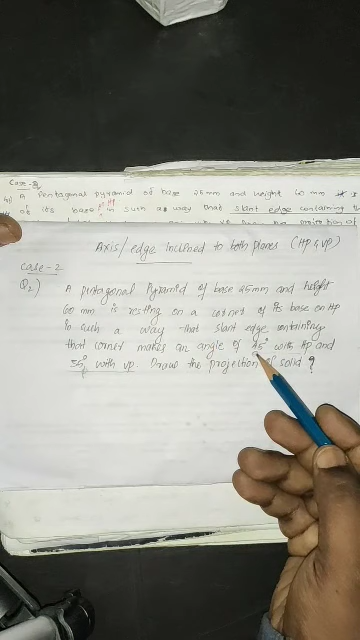 Case-2
A Pentagonal pyramid of base 25 mm and height 60 mm
of its base in such a way that slant edge containing
Axis/edge Inclined to both planes (HP & VP)
Case-2
Q2) A pentagonal Pyramid of base 25mm and height
60 mm is resting on a corner of its base on HP
in such a way that slant edge containing
that corner makes an angle of 45° with HP and
35° with VP. Draw the projection of solid ?